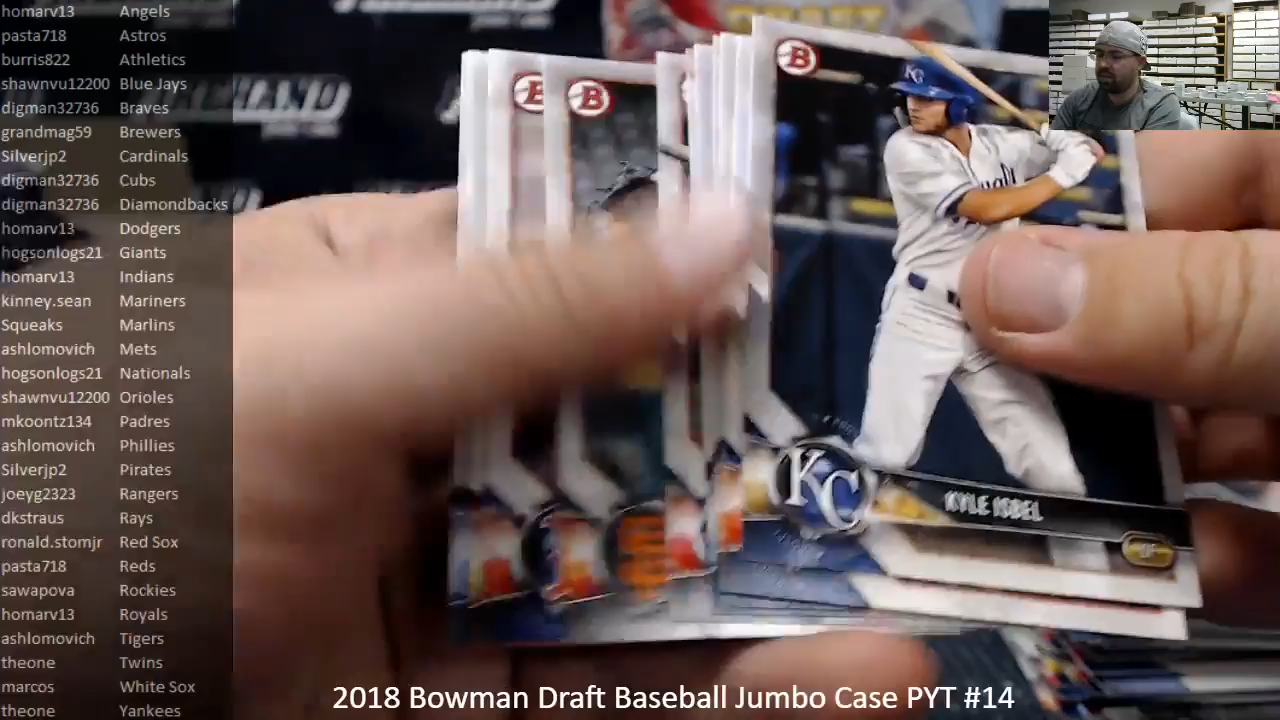 homarv13 Angels
pasta718 Astros
burris822 Athletics
shawnvu12200 Blue Jays
digman32736 Braves
grandmag59 Brewers
Silverjp2 Cardinals
digman32736 Cubs
digman32736 Diamondbacks
homarv13 Dodgers
hogsonlogs21 Giants
homarv13 Indians
kinney.sean Mariners
Squeaks Marlins
ashlomovich Mets
hogsonlogs21 Nationals
shawnvu12200 Orioles
mkoontz134 Padres
ashlomovich Phillies
Silverjp2 Pirates
joeyg2323 Rangers
dkstraus Rays
ronald.stomjr Red Sox
pasta718 Reds
sawapova Rockies
homarv13 Royals
ashlomovich Tigers
theone Twins
marcos White Sox
theone Yankees
B
B
B
KC
KC
KYLE ISBEL
OF
2018 Bowman Draft Baseball Jumbo Case PYT #14